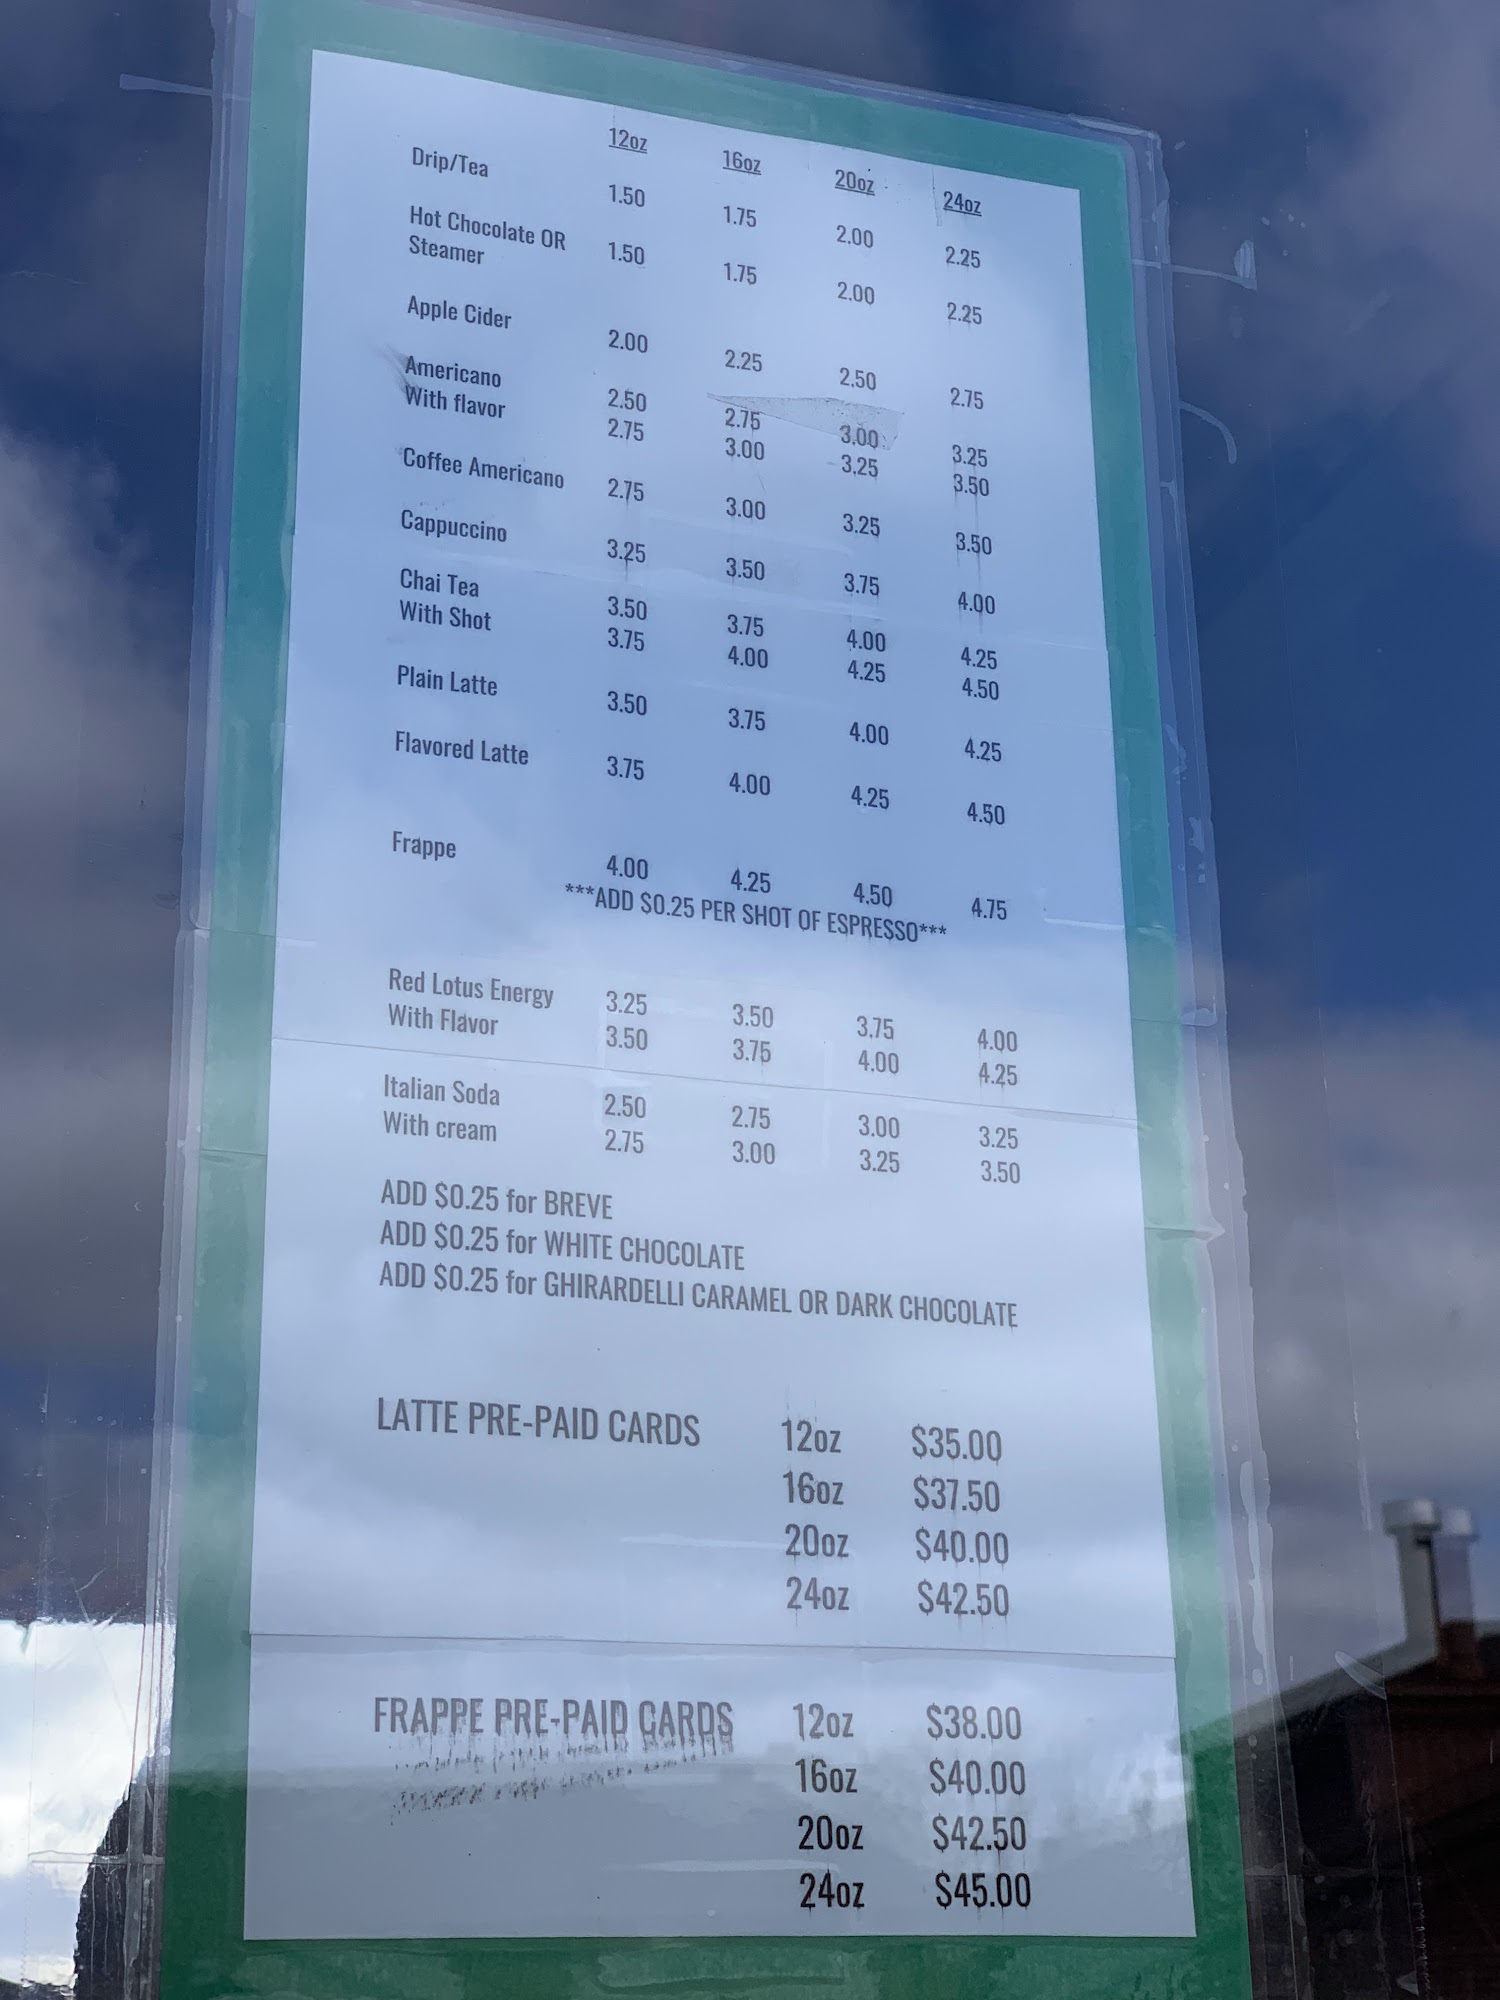 12oz 16oz 20oz 24oz
Drip/Tea 1.50 1.75 2.00 2.25
Hot Chocolate OR 1.50 1.75 2.00 2.25
Steamer
Apple Cider 2.00 2.25 2.50 2.75
Americano 2.50 2.75 3.00 3.25
With flavor 2.75 3.00 3.25 3.50
Coffee Americano 2.75 3.00 3.25 3.50
Cappuccino 3.25 3.50 3.75 4.00
Chai Tea 3.50 3.75 4.00 4.25
With Shot 3.75 4.00 4.25 4.50
Plain Latte 3.50 3.75 4.00 4.25
Flavored Latte 3.75 4.00 4.25 4.50
Frappe 4.00 4.25 4.50 4.75
***ADD $0.25 PER SHOT OF ESPRESSO***
Red Lotus Energy 3.25 3.50 3.75 4.00
With Flavor 3.50 3.75 4.00 4.25
Italian Soda 2.50 2.75 3.00 3.25
With cream 2.75 3.00 3.25 3.50
ADD $0.25 for BREVE
ADD $0.25 for WHITE CHOCOLATE
ADD $0.25 for GHIRARDELLI CARAMEL OR DARK CHOCOLATE
LATTE PRE-PAID CARDS 12oz $35.00
16oz $37.50
20oz $40.00
24oz $42.50
FRAPPE PRE-PAID CARDS 12oz $38.00
16oz $40.00
20oz $42.50
24oz $45.00